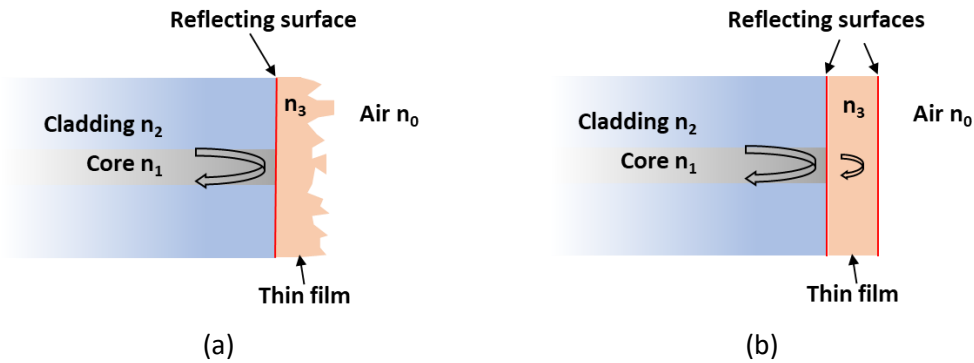 Reflecting surface
n₃
Air n₀
Cladding n₂
Core n₁
Thin film
(a)
Reflecting surfaces
n₃
Air n₀
Cladding n₂
Core n₁
Thin film
(b)